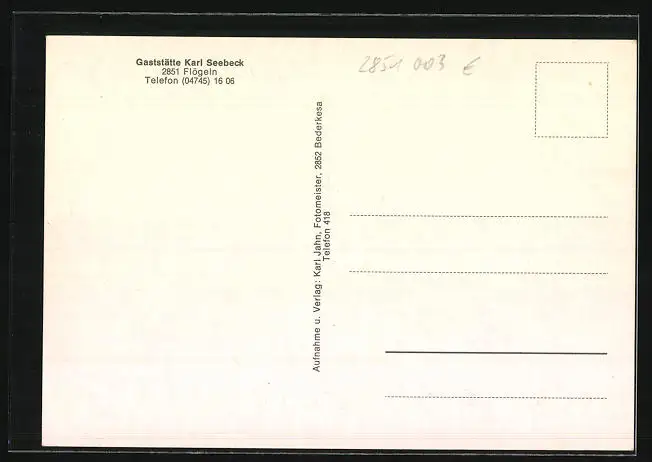 Gaststätte Karl Seebeck
2851 Flögeln
Telefon (04745) 16 06
2851 003 €
Aufnahme u. Verlag: Karl Jahn, Fotomeister, 2852 Bederkesa
Telefon 418